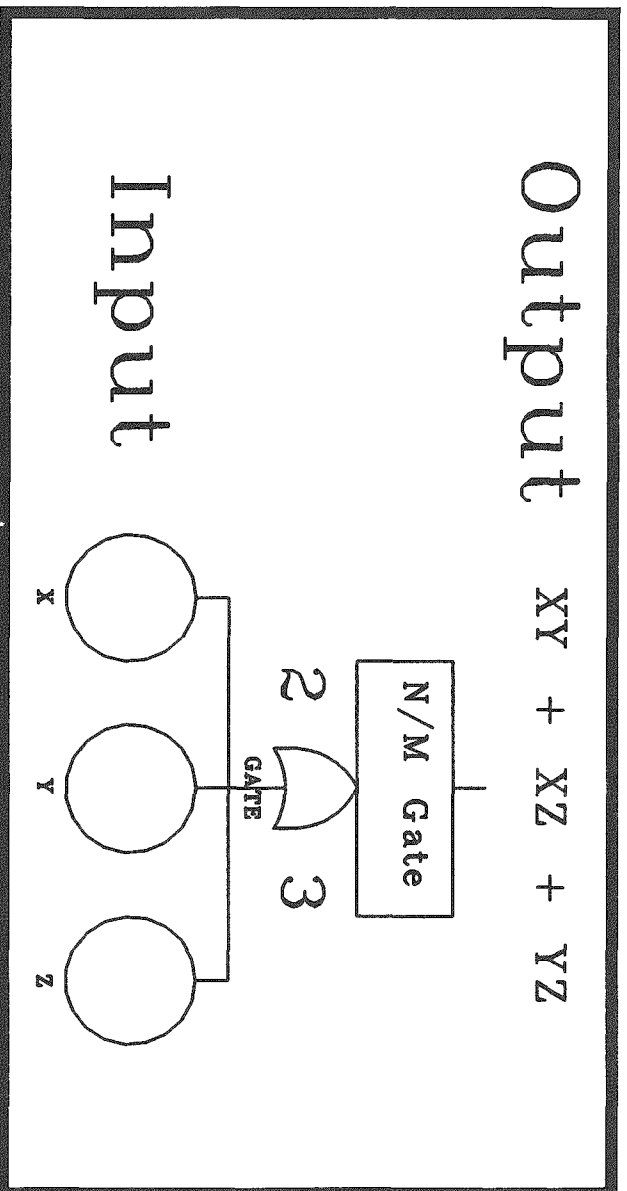 Output XY + XZ + YZ
N/M Gate
2 3
GATE
Input
X Y Z